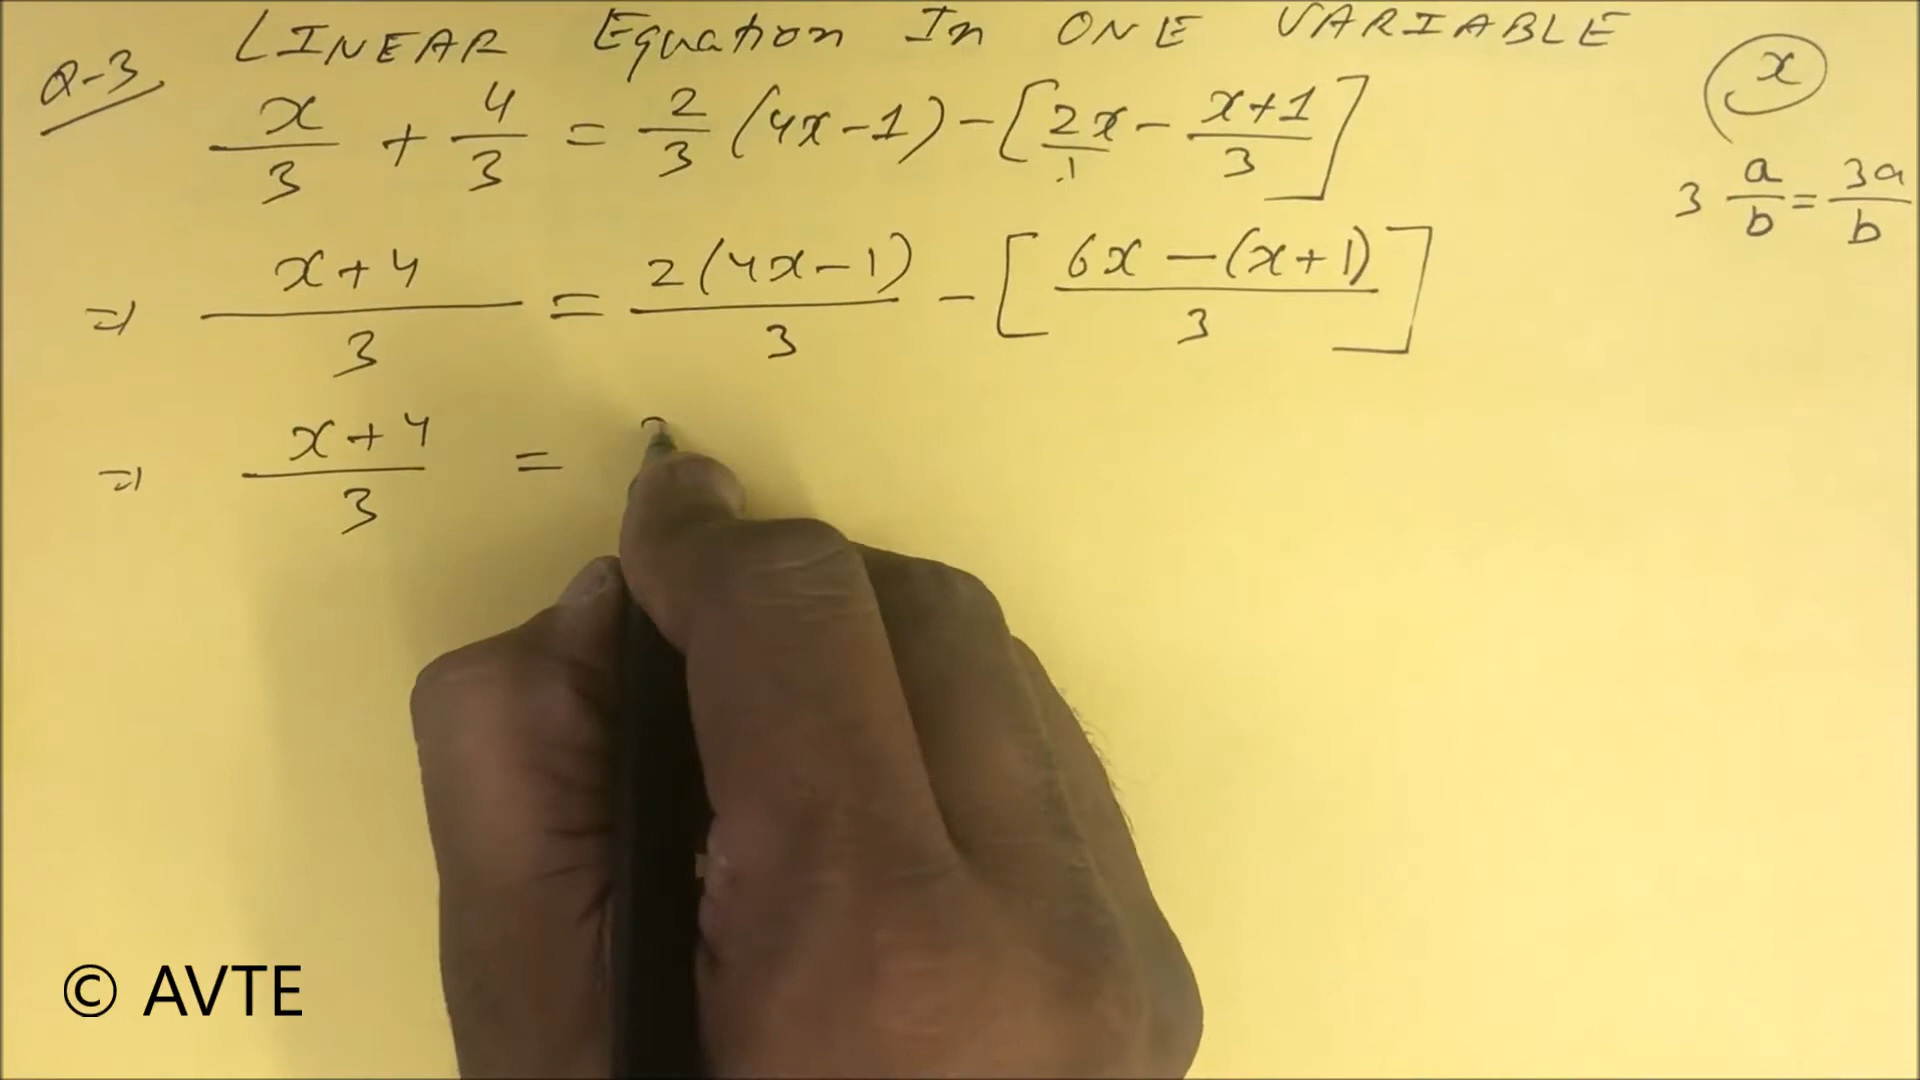 LINEAR Equation In ONE VARIABLE
Q-3
x/3 + 4/3 = 2/3 (4x-1) - [2x/1 - x+1/3]
x
3 a/b = 3a/b
=) x+4/3 = 2(4x-1)/3 - [6x-(x+1)/3]
=) x+4/3 =
© AVTE